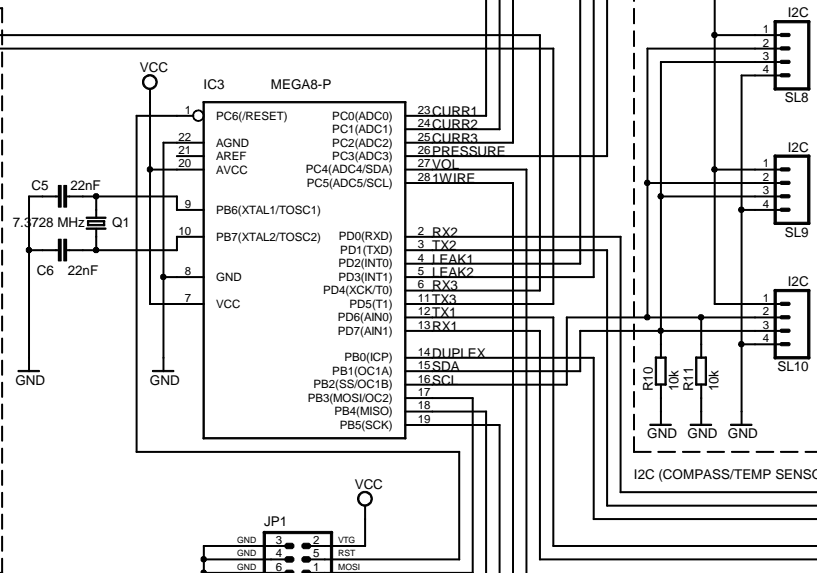 I2C
1
2
3
4
SL8
VCC
IC3 MEGA8-P
1 PC6(/RESET) PC0(ADC0) 23 CURR1
PC1(ADC1) 24 CURR2
22 AGND PC2(ADC2) 25 CURR3
21 AREF PC3(ADC3) 26 PRESSURE
20 AVCC PC4(ADC4/SDA) 27 VOL
PC5(ADC5/SCL) 28 1WIRE
I2C
1
2
3
4
SL9
C5 22nF
9 PB6(XTAL1/TOSC1)
7.3728 MHz Q1
10 PB7(XTAL2/TOSC2) PD0(RXD) 2 RX2
PD1(TXD) 3 TX2
C6 22nF
PD2(INT0) 4 LEAK1
8 GND PD3(INT1) 5 LEAK2
PD4(XCK/T0) 6 RX3
7 VCC PD5(T1) 11 TX3
PD6(AIN0) 12 TX1
PD7(AIN1) 13 RX1
I2C
1
2
3
4
SL10
PB0(ICP) 14 DUPLEX
PB1(OC1A) 15 SDA
PB2(SS/OC1B) 16 SCL
PB3(MOSI/OC2) 17
PB4(MISO) 18
PB5(SCK) 19
GND
GND
R10
10k
R11
10k
GND GND GND
I2C (COMPASS/TEMP SENSO
VCC
JP1
GND 3 2 VTG
GND 4 5 RST
GND 6 1 MOSI